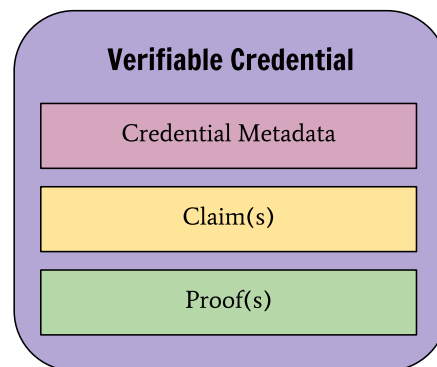 Verifiable Credential
Credential Metadata
Claim(s)
Proof(s)